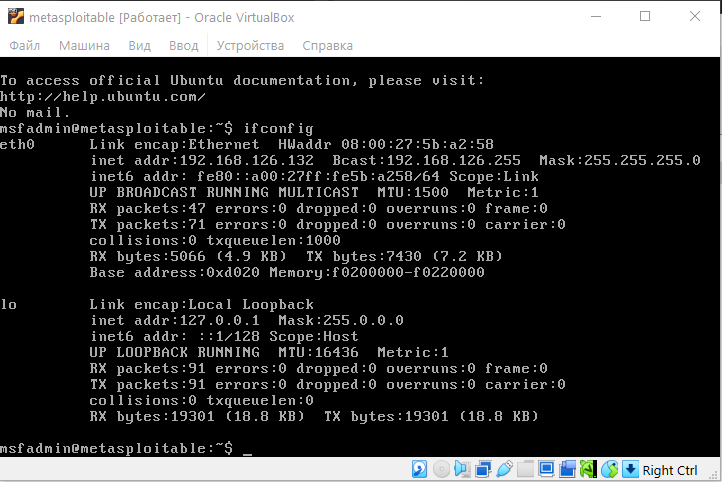 metasploitable [Работает] - Oracle VirtualBox
Файл Машина Вид Ввод Устройства Справка
To access official Ubuntu documentation, please visit:
http://help.ubuntu.com/
No mail.
msfadmin@metasploitable:~$ ifconfig
eth0 Link encap:Ethernet HWaddr 08:00:27:5b:a2:58
inet addr:192.168.126.132 Bcast:192.168.126.255 Mask:255.255.255.0
inet6 addr: fe80::a00:27ff:fe5b:a258/64 Scope:Link
UP BROADCAST RUNNING MULTICAST MTU:1500 Metric:1
RX packets:47 errors:0 dropped:0 overruns:0 frame:0
TX packets:71 errors:0 dropped:0 overruns:0 carrier:0
collisions:0 txqueuelen:1000
RX bytes:5066 (4.9 KB) TX bytes:7430 (7.2 KB)
Base address:0xd020 Memory:f0200000-f0220000
lo Link encap:Local Loopback
inet addr:127.0.0.1 Mask:255.0.0.0
inet6 addr: ::1/128 Scope:Host
UP LOOPBACK RUNNING MTU:16436 Metric:1
RX packets:91 errors:0 dropped:0 overruns:0 frame:0
TX packets:91 errors:0 dropped:0 overruns:0 carrier:0
collisions:0 txqueuelen:0
RX bytes:19301 (18.8 KB) TX bytes:19301 (18.8 KB)
msfadmin@metasploitable:~$ _
Right Ctrl